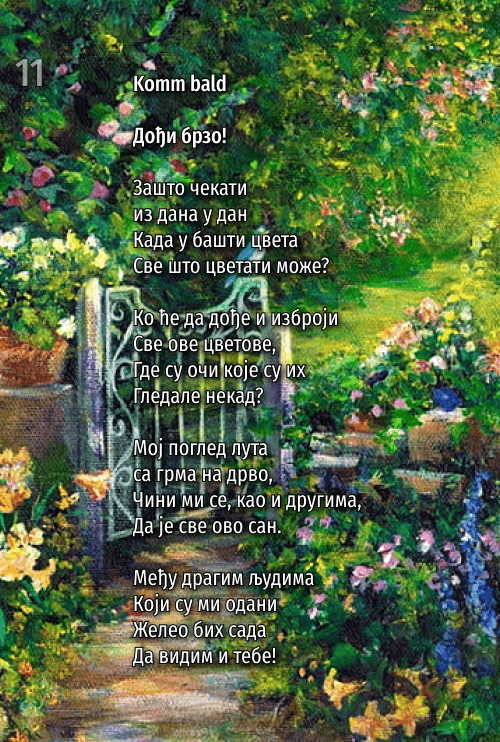 11
Komm bald
Дођи брзо!
Зашто чекати
из дана у дан
Када у башти цвета
Све што цветати може?
Ко ће да дође и изброји
Све ове цветове,
Где су очи које су их
Гледале некад?
Мој поглед лута
са грма на дрво,
Чини ми се, као и другима,
Да је све ово сан.
Међу драгим људима
Који су ми одани
Желео бих сада
Да видим и тебе!